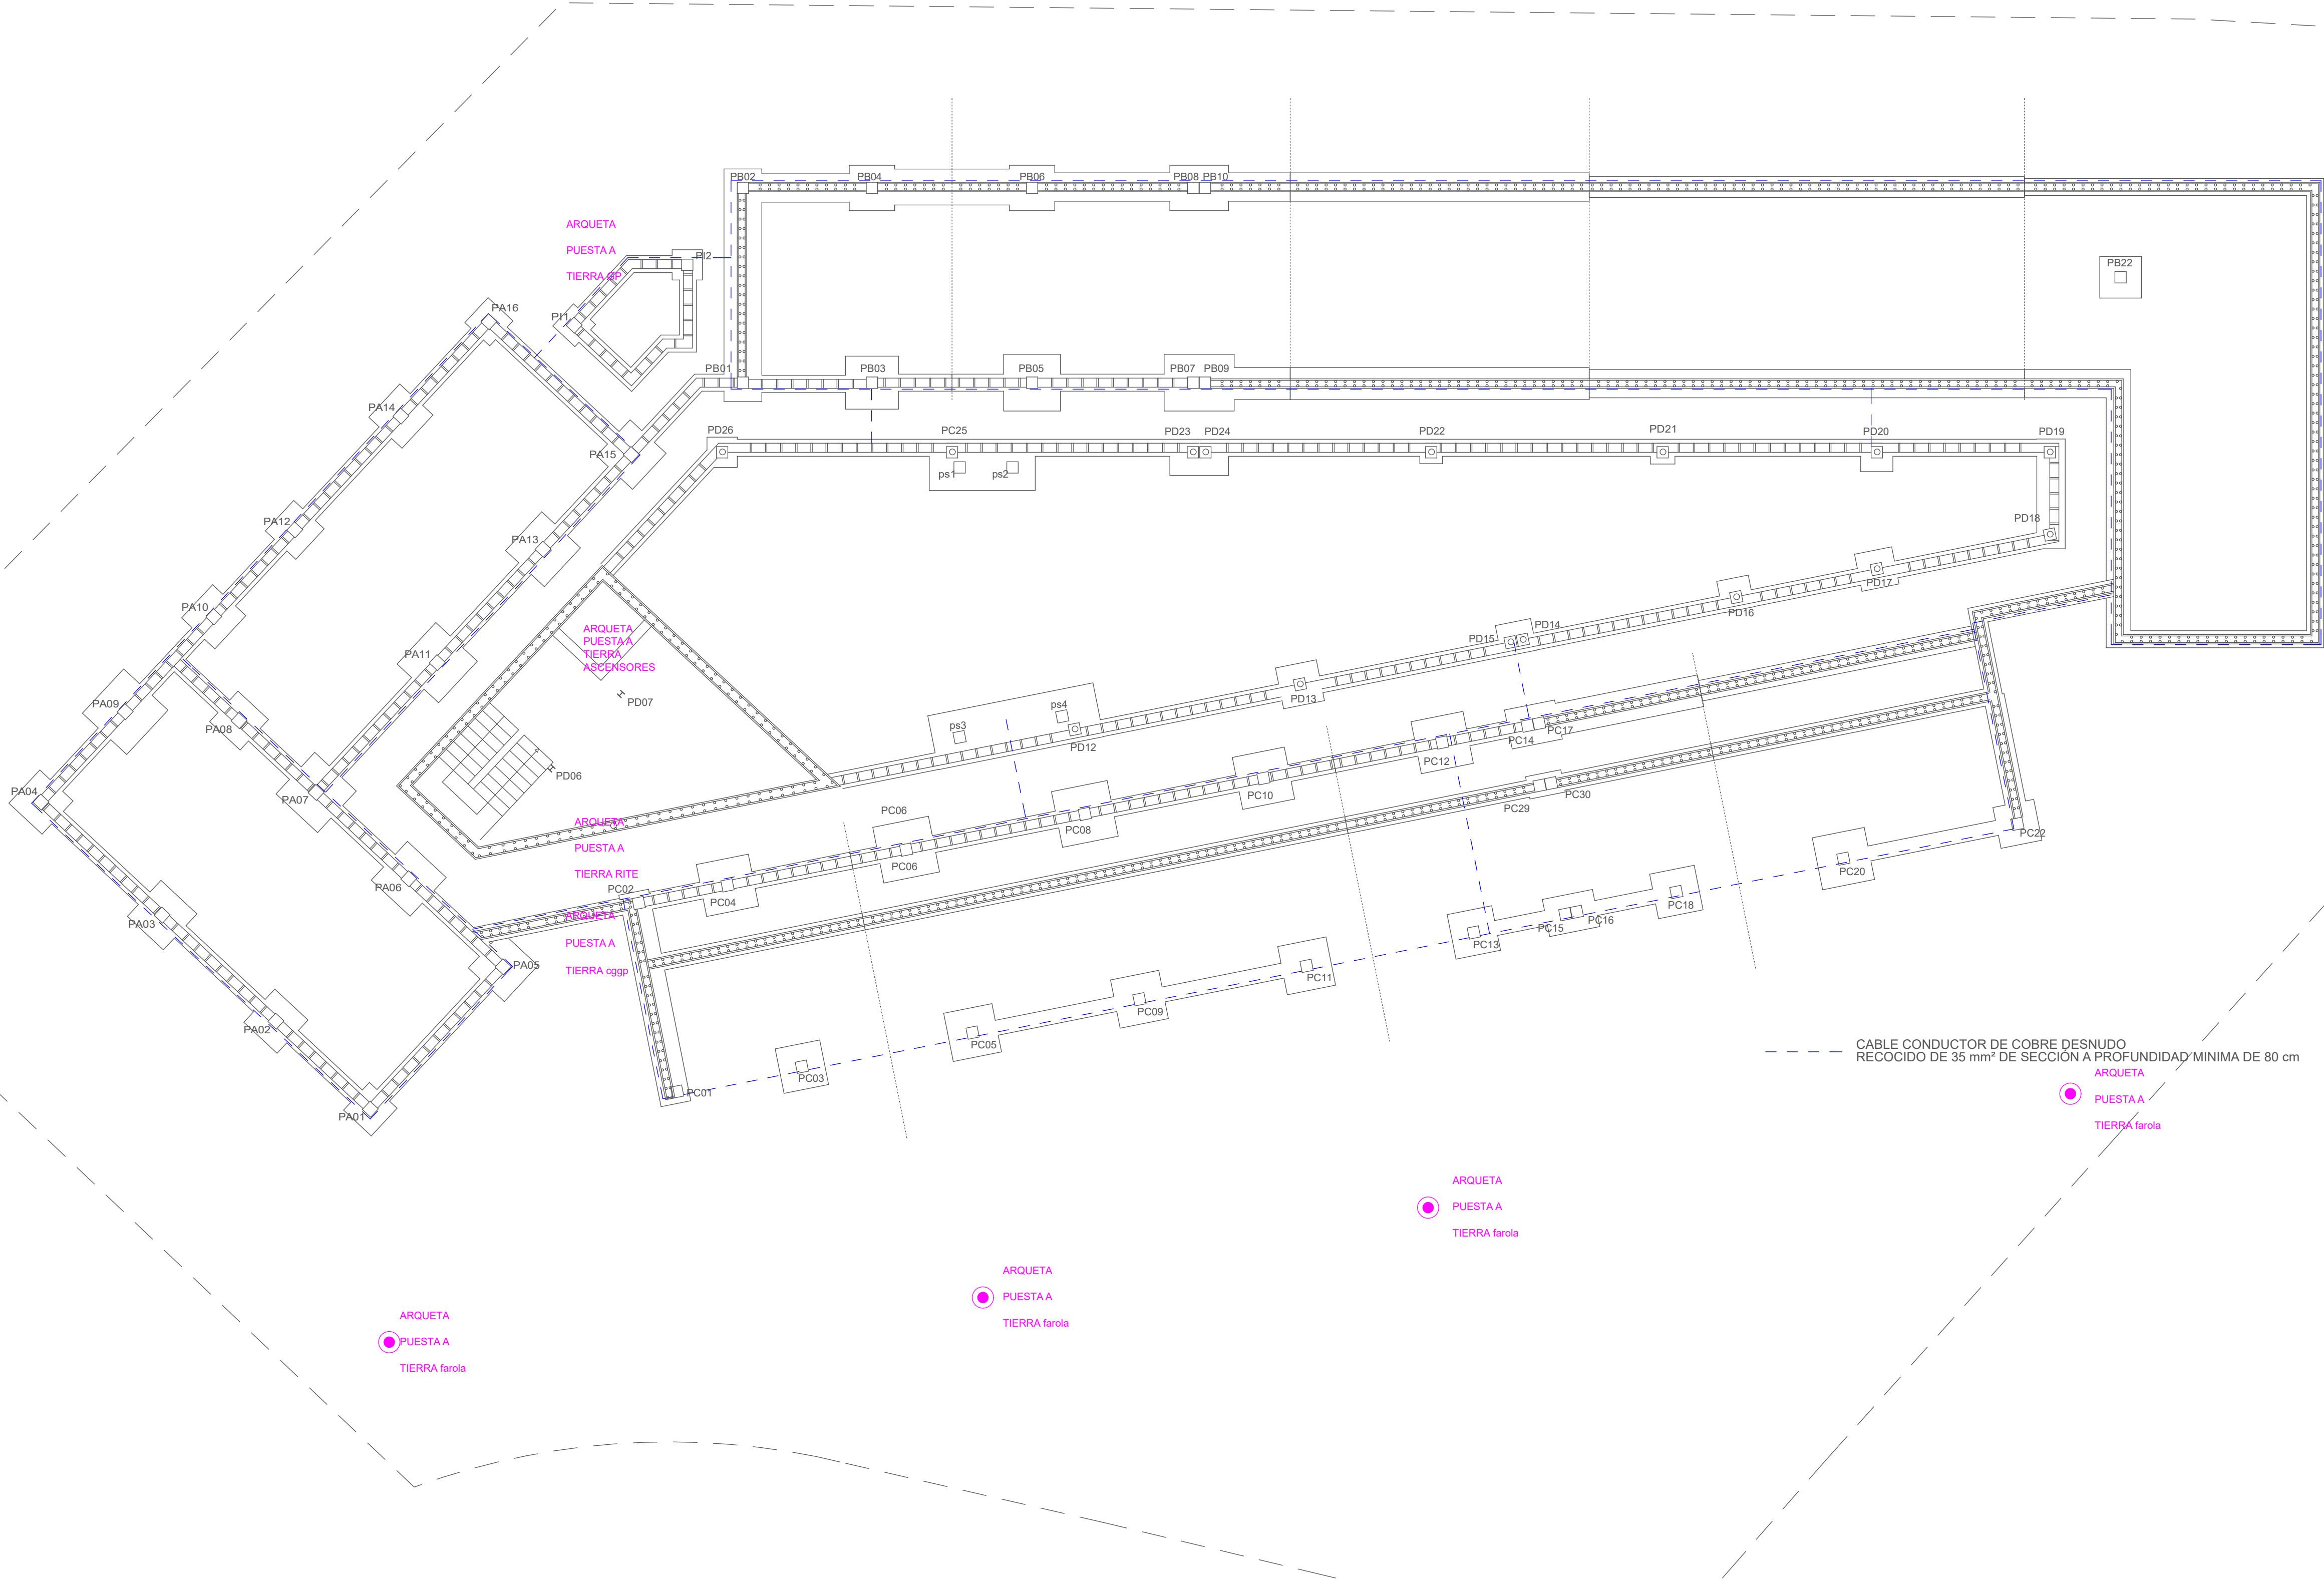 PB02
PB04
PB06
PB08
PB10
ARQUETA
PUESTA A
TIERRA GP
PI2
PB22
PA16
PI1
PB01
PB03
PB05
PB07
PB09
PA14
PD26
PC25
PD23
PD24
PD22
PD21
PD20
PD19
PA15
ps1
ps2
PA12
PA13
PD18
PD17
PA10
PD16
ARQUETA
PUESTA A
TIERRA
ASCENSORES
PD15
PD14
PA11
PA09
PD07
PD13
PA08
ps3
ps4
PD12
PC14
PC17
PC12
PD06
PA04
PA07
PC10
PC29
PC30
PC06
ARQUETA
PUESTA A
TIERRA RITE
PC08
PC22
PC06
PC20
PA06
PC02
PC04
PC18
PA03
ARQUETA
PUESTA A
TIERRA cggp
PC16
PC15
PC13
PA05
PC11
PA02
PC09
PC05
PC03
PC01
PA01
CABLE CONDUCTOR DE COBRE DESNUDO
RECOCIDO DE 35 mm² DE SECCIÓN A PROFUNDIDAD MINIMA DE 80 cm
ARQUETA
PUESTA A
TIERRA farola
ARQUETA
PUESTA A
TIERRA farola
ARQUETA
PUESTA A
TIERRA farola
ARQUETA
PUESTA A
TIERRA farola